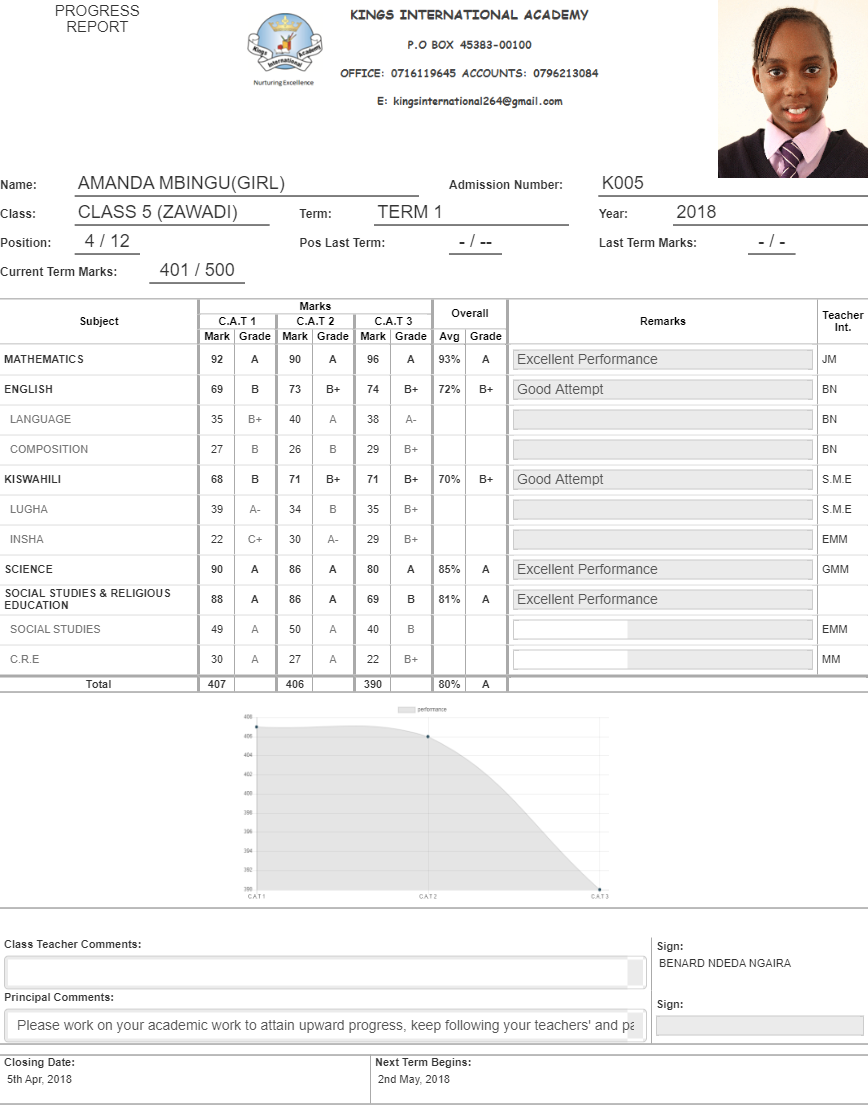 PROGRESS
REPORT
KINGS INTERNATIONAL ACADEMY
P.O BOX 45383-00100
OFFICE: 0716119645 ACCOUNTS: 0796213084
E: kingsinternational264@gmail.com
Kings Academy
International
Nurturing Excellence
Name: AMANDA MBINGU(GIRL) Admission Number: K005
Class: CLASS 5 (ZAWADI) Term: TERM 1 Year: 2018
Position: 4 / 12 Pos Last Term: - / -- Last Term Marks: - / -
Current Term Marks: 401 / 500
Subject Marks Overall Remarks Teacher Int.
C.A.T 1 C.A.T 2 C.A.T 3
Mark Grade Mark Grade Mark Grade Avg Grade
MATHEMATICS 92 A 90 A 96 A 93% A Excellent Performance JM
ENGLISH 69 B 73 B+ 74 B+ 72% B+ Good Attempt BN
LANGUAGE 35 B+ 40 A 38 A- BN
COMPOSITION 27 B 26 B 29 B+ BN
KISWAHILI 68 B 71 B+ 71 B+ 70% B+ Good Attempt S.M.E
LUGHA 39 A- 34 B 35 B+ S.M.E
INSHA 22 C+ 30 A- 29 B+ EMM
SCIENCE 90 A 86 A 80 A 85% A Excellent Performance GMM
SOCIAL STUDIES & RELIGIOUS
EDUCATION 88 A 86 A 69 B 81% A Excellent Performance
SOCIAL STUDIES 49 A 50 A 40 B EMM
C.R.E 30 A 27 A 22 B+ MM
Total 407 406 390 80% A
performance
408
406
404
402
400
398
396
394
392
390
CAT1 CAT2 CAT3
Class Teacher Comments:
Sign:
BENARD NDEDA NGAIRA
Principal Comments:
Sign:
Please work on your academic work to attain upward progress, keep following your teachers' and pa
Closing Date: Next Term Begins:
5th Apr, 2018 2nd May, 2018